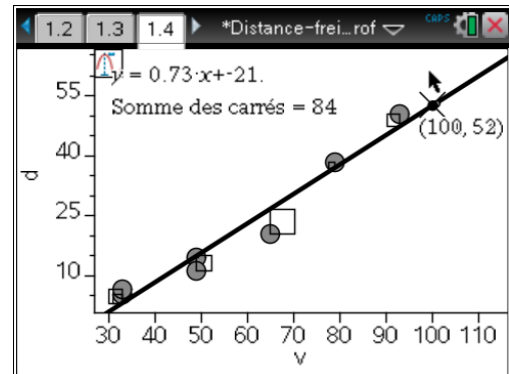 1.2 1.3 1.4 *Distance-frei…rof CAPS
y = 0.73·x+-21.
Somme des carrés = 84
(100, 52)
d
55
40
25
10
30 40 50 60 70 80 90 100 110
v